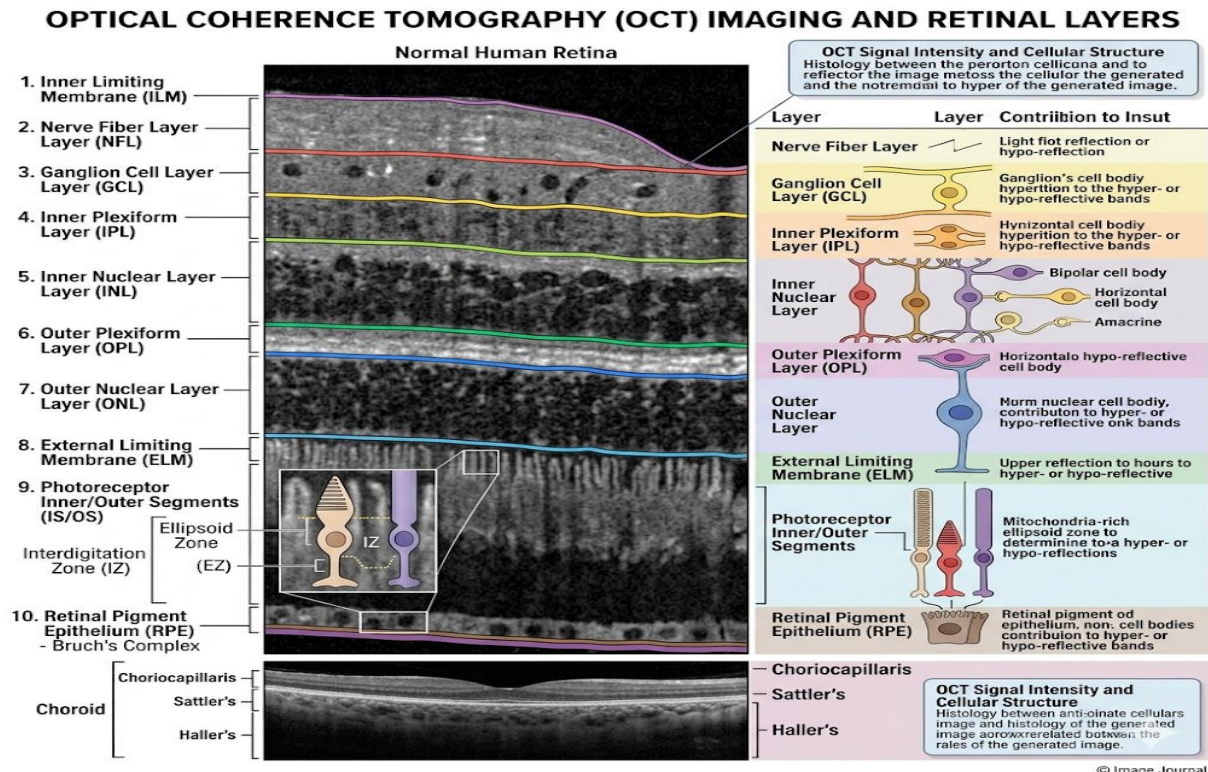 OPTICAL COHERENCE TOMOGRAPHY (OCT) IMAGING AND RETINAL LAYERS
Normal Human Retina
1. Inner Limiting
Membrane (ILM)
2. Nerve Fiber Layer
Layer (NFL)
3. Ganglion Cell Layer
Layer (GCL)
4. Inner Plexiform
Layer (IPL)
5. Inner Nuclear Layer
Layer (INL)
6. Outer Plexiform
Layer (OPL)
7. Outer Nuclear Layer
Layer (ONL)
8. External Limiting
Membrane (ELM)
9. Photoreceptor
Inner/Outer Segments
(IS/OS)
Ellipsoid
Zone
Interdigitation
Zone (IZ)
(EZ)
IZ
10. Retinal Pigment
Epithelium (RPE)
- Bruch's Complex
Choroid
Choriocapillaris
Sattler's
Haller's
OCT Signal Intensity and Cellular Structure
Histology between the perorton cellicana and to
reflector the image metoss the cellulor the generated
and the to hyper of the generated image.
Layer Layer Contriibution to Insut
Nerve Fiber Layer
Light fiot reflection or
hypo-reflection
Ganglion Cell
Layer (GCL)
Ganglion's cell bodiy
hyperttion to the hyper- or
hypo-reflective bands
Inner Plexiform
Layer (IPL)
Hynizontal cell bodiy
hyperition to the hyper- or
hypo-reflective bands
Inner
Nuclear
Layer
Bipolar cell body
Horizontal
cell body
Amacrine
Outer Plexiform
Layer (OPL)
Horizontalo hypo-reflective
cell body
Outer
Nuclear
Layer
Murm nuclear cell bodiy,
contributon to hyper- or
hypo-reflective onk bands
External Limiting
Membrane (ELM)
Upper reflection to hours to
hyper- or hypo-reflective
Photoreceptor
Inner/Outer
Segments
Mitochondria-rich
ellipsoid zone to
determine to•a hyper- or
hypo-reflections
Retinal Pigment
Epithelium (RPE)
Retinal pigment od
epithelium, non. cell bodies
contribuion to hyper- or
hypo-reflective bands
Choriocapillaris
Sattler's
Haller's
OCT Signal Intensity and
Cellular Structure
Histology between cellulars
image and histology of the generated
image the
rales of the generated image.
© Image Journal